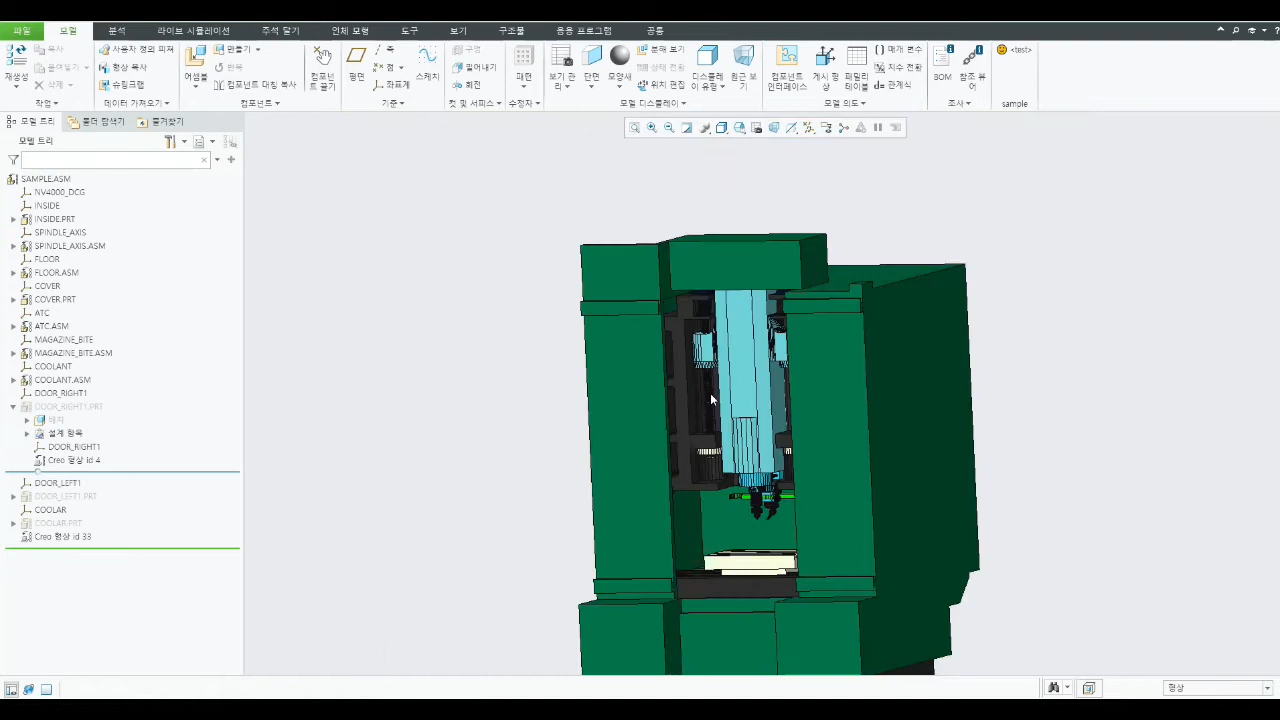 파일 모델 분석 라이브 시뮬레이션 주석 달기 인체 모형 도구 보기 구조물 응용 프로그램 공통
재생성
복사
붙여넣기
삭제
작업
사용자 정의 피처
형상 복사
슈링크랩
데이터 가져오기
어셈블
만들기
반복
컴포넌트 대칭 복사
컴포넌트 끌기
컴포넌트
평면
축
점
좌표계
스케치
기준
구멍
밀어내기
회전
컷 및 서피스
패턴
수정자
보기 관리
단면
모양새
분해 보기
상태 전환
위치 편집
디스플레이 유형
원근 보기
모델 디스플레이
컴포넌트 인터페이스
게시 형상
패밀리 테이블
매개 변수
치수 전환
관계식
모델 의도
BOM
참조 뷰어
조사
<test>
sample
모델 트리 폴더 탐색기 즐겨찾기
모델 트리
SAMPLE.ASM
NV4000_DCG
INSIDE
INSIDE.PRT
SPINDLE_AXIS
SPINDLE_AXIS.ASM
FLOOR
FLOOR.ASM
COVER
COVER.PRT
ATC
ATC.ASM
MAGAZINE_BITE
MAGAZINE_BITE.ASM
COOLANT
COOLANT.ASM
DOOR_RIGHT1
DOOR_RIGHT1.PRT
배치
설계 항목
DOOR_RIGHT1
Creo 형상 id 4
DOOR_LEFT1
DOOR_LEFT1.PRT
COOLAR
COOLAR.PRT
Creo 형상 id 33
형상